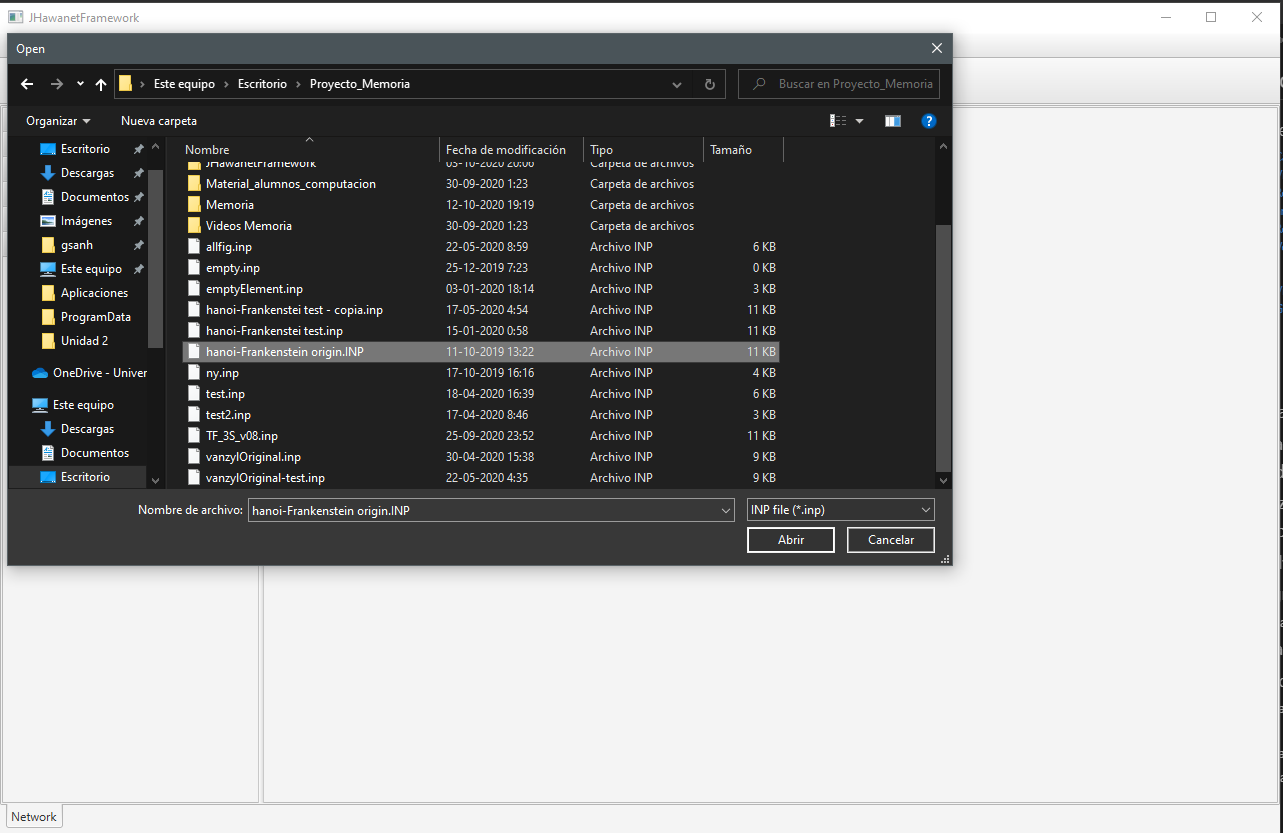 JHawanetFramework
Open
Este equipo > Escritorio > Proyecto_Memoria
Buscar en Proyecto_Memoria
Organizar
Nueva carpeta
Escritorio
Descargas
Documentos
Imágenes
gsanh
Este equipo
Aplicaciones
ProgramData
Unidad 2
OneDrive - Univer
Este equipo
Descargas
Documentos
Escritorio
Nombre Fecha de modificación Tipo Tamaño
JHawanetFramework 03-10-2020 20:06 Carpeta de archivos
Material_alumnos_computacion 30-09-2020 1:23 Carpeta de archivos
Memoria 12-10-2020 19:19 Carpeta de archivos
Videos Memoria 30-09-2020 1:23 Carpeta de archivos
allfig.inp 22-05-2020 8:59 Archivo INP 6 KB
empty.inp 25-12-2019 7:23 Archivo INP 0 KB
emptyElement.inp 03-01-2020 18:14 Archivo INP 3 KB
hanoi-Frankenstei test - copia.inp 17-05-2020 4:54 Archivo INP 11 KB
hanoi-Frankenstei test.inp 15-01-2020 0:58 Archivo INP 11 KB
hanoi-Frankenstein origin.INP 11-10-2019 13:22 Archivo INP 11 KB
ny.inp 17-10-2019 16:16 Archivo INP 4 KB
test.inp 18-04-2020 16:39 Archivo INP 6 KB
test2.inp 17-04-2020 8:46 Archivo INP 3 KB
TF_3S_v08.inp 25-09-2020 23:52 Archivo INP 11 KB
vanzylOriginal.inp 30-04-2020 15:38 Archivo INP 9 KB
vanzylOriginal-test.inp 22-05-2020 4:35 Archivo INP 9 KB
Nombre de archivo: hanoi-Frankenstein origin.INP
INP file (*.inp)
Abrir
Cancelar
Network